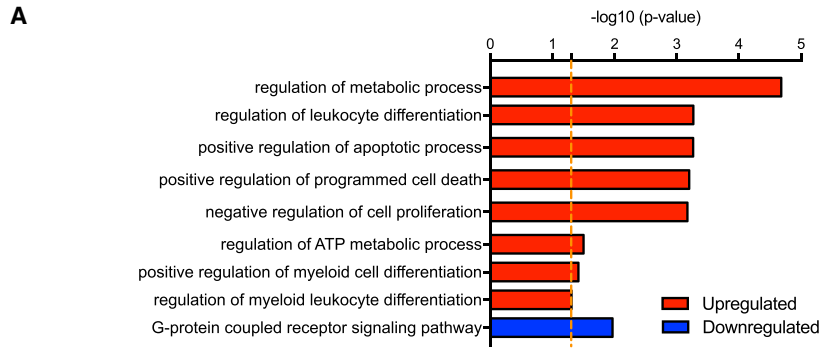 A
-log10 (p-value)
0 1 2 3 4 5
regulation of metabolic process
regulation of leukocyte differentiation
positive regulation of apoptotic process
positive regulation of programmed cell death
negative regulation of cell proliferation
regulation of ATP metabolic process
positive regulation of myeloid cell differentiation
regulation of myeloid leukocyte differentiation
G-protein coupled receptor signaling pathway
Upregulated
Downregulated